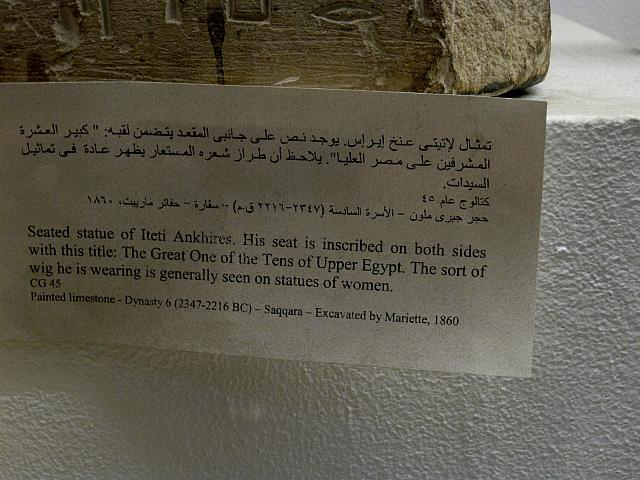 تمثال لإتيتى عنخ إيراس. يوجد نص على جانبى المقعد يتضمن لقبه: " كبير العشرة
المشرفين على مصر العليا". يلاحظ أن طراز شعره المستعار يظهر عادة فى تماثيل
السيدات.
كتالوج عام ٤٥
حجر جيرى ملون – الأسرة السادسة (٢٣٤٧-٢٢١٦ ق.م) – سقارة – حفائر مارييت، ١٨٦٠
Seated statue of Iteti Ankhires. His seat is inscribed on both sides
with this title: The Great One of the Tens of Upper Egypt. The sort of
wig he is wearing is generally seen on statues of women.
CG 45
Painted limestone - Dynasty 6 (2347-2216 BC) – Saqqara – Excavated by Mariette, 1860